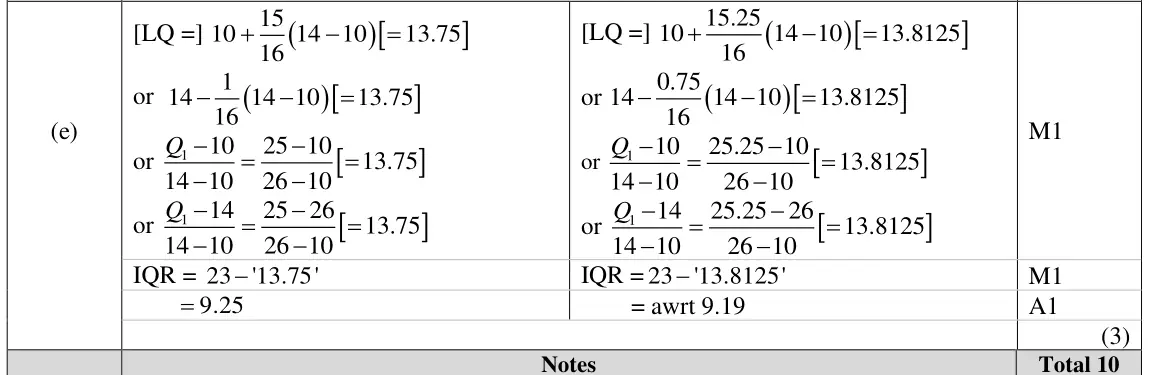 [LQ =] 10 + 15/16 (14 − 10) [= 13.75]
[LQ =] 10 + 15.25/16 (14 − 10) [= 13.8125]
or 14 − 1/16 (14 − 10) [= 13.75]
or 14 − 0.75/16 (14 − 10) [= 13.8125]
(e)
M1
or (Q₁ − 10)/(14 − 10) = (25 − 10)/(26 − 10) [= 13.75]
or (Q₁ − 10)/(14 − 10) = (25.25 − 10)/(26 − 10) [= 13.8125]
or (Q₁ − 14)/(14 − 10) = (25 − 26)/(26 − 10) [= 13.75]
or (Q₁ − 14)/(14 − 10) = (25.25 − 26)/(26 − 10) [= 13.8125]
IQR = 23 − '13.75'
IQR = 23 − '13.8125'
M1
= 9.25
= awrt 9.19
A1
(3)
Notes
Total 10